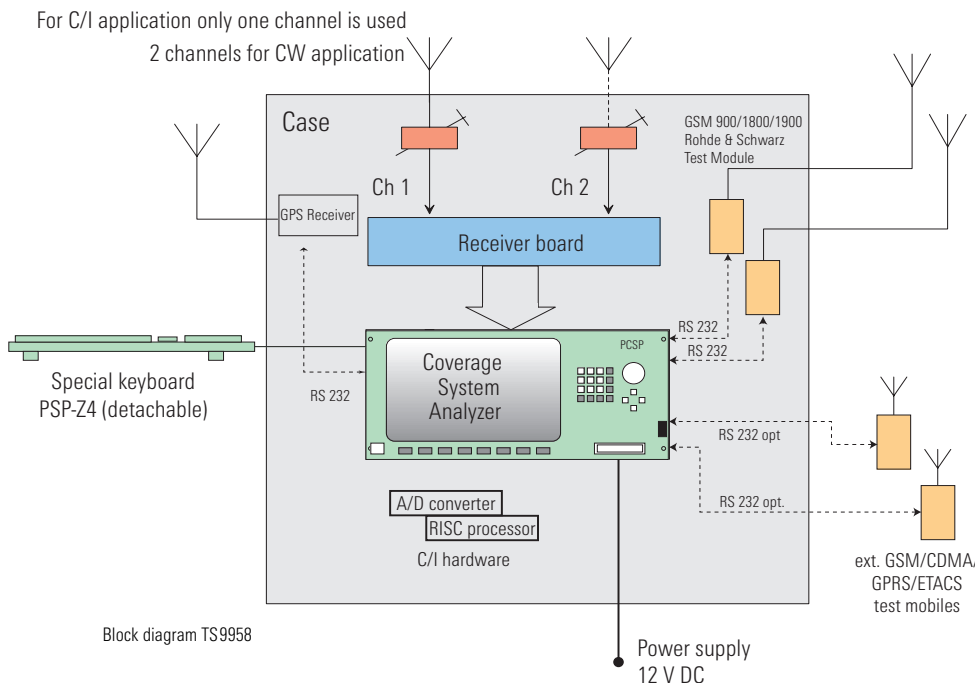 For C/I application only one channel is used
2 channels for CW application
Case
GSM 900/1800/1900
Rohde & Schwarz
Test Module
Ch 1
Ch 2
GPS Receiver
Receiver board
RS 232
RS 232
PCSP
Coverage
System
Analyzer
Special keyboard
PSP-Z4 (detachable)
RS 232
RS 232 opt
RS 232 opt.
A/D converter
RISC processor
C/I hardware
ext. GSM/CDMA/
GPRS/ETACS
test mobiles
Block diagram TS9958
Power supply
12 V DC